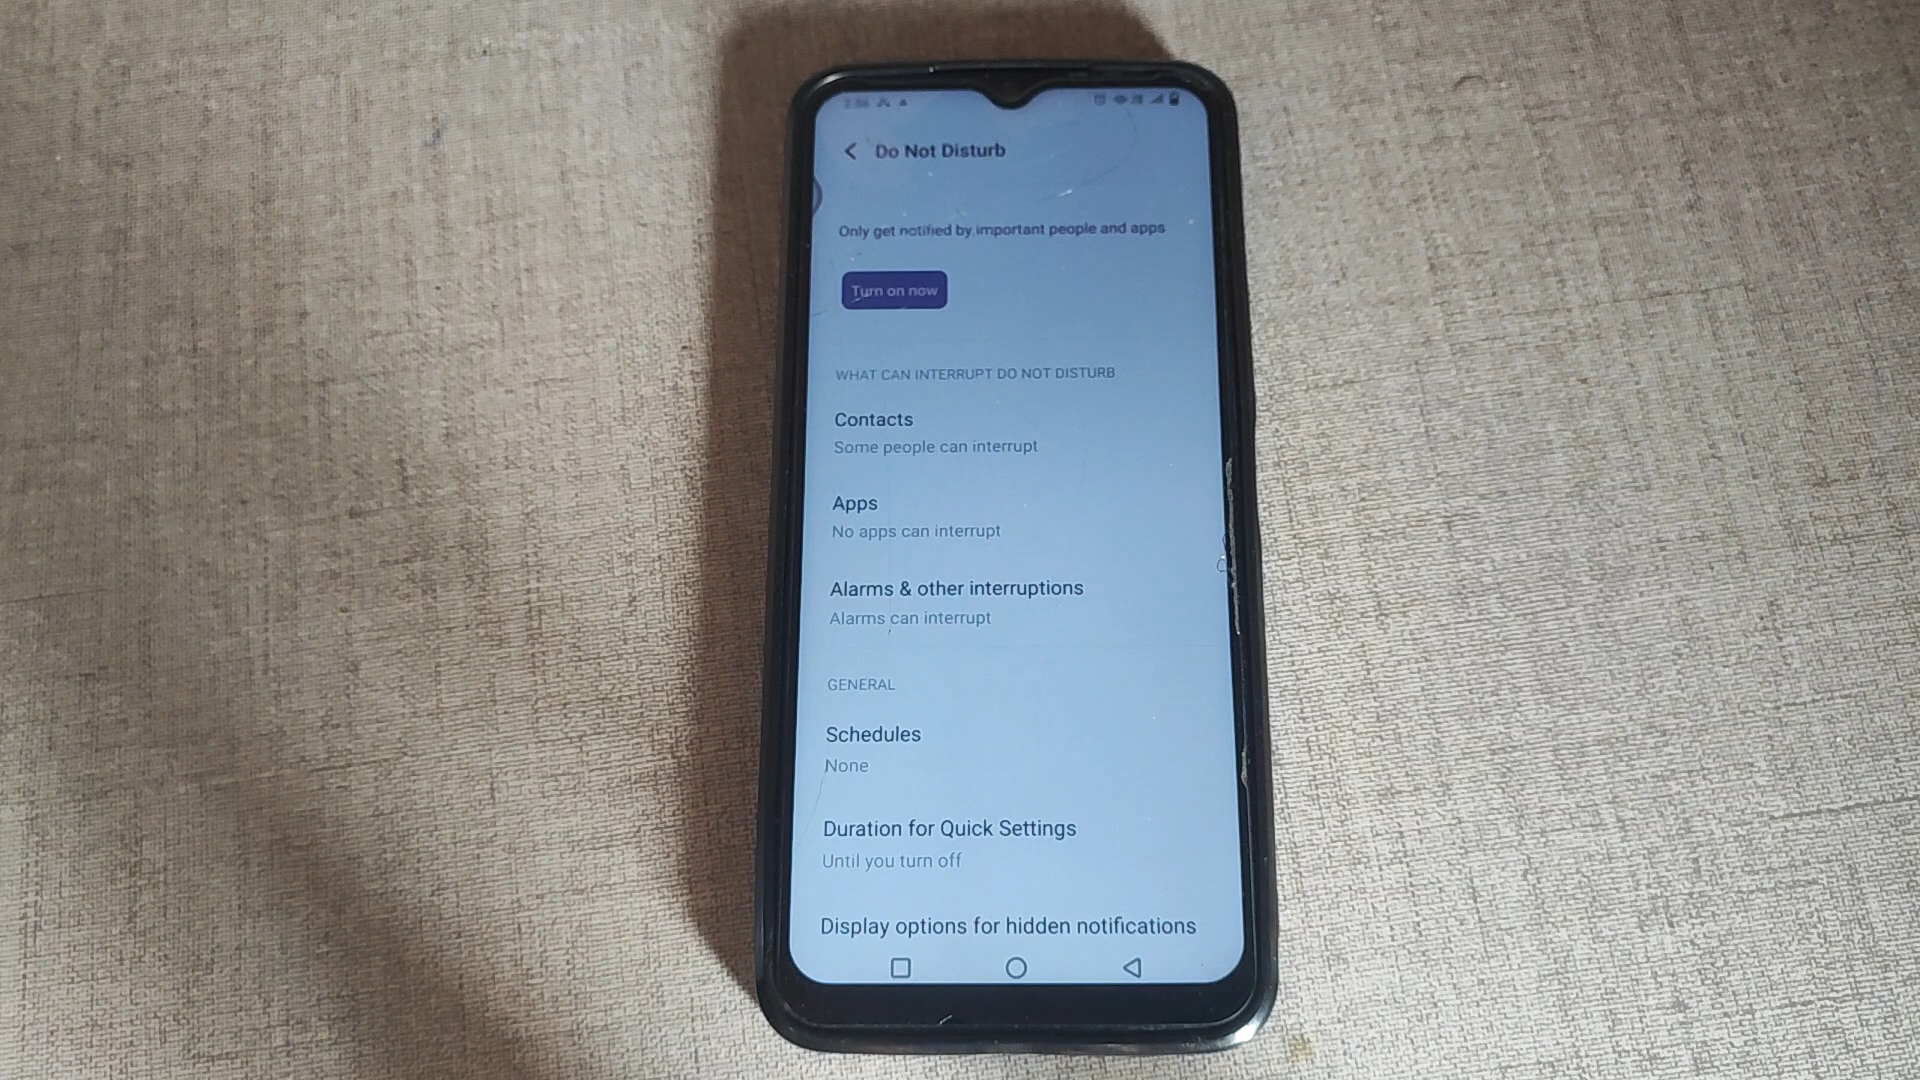 Do Not Disturb
Only get notified by important people and apps
Turn on now
WHAT CAN INTERRUPT DO NOT DISTURB
Contacts
Some people can interrupt
Apps
No apps can interrupt
Alarms & other interruptions
Alarms can interrupt
GENERAL
Schedules
None
Duration for Quick Settings
Until you turn off
Display options for hidden notifications